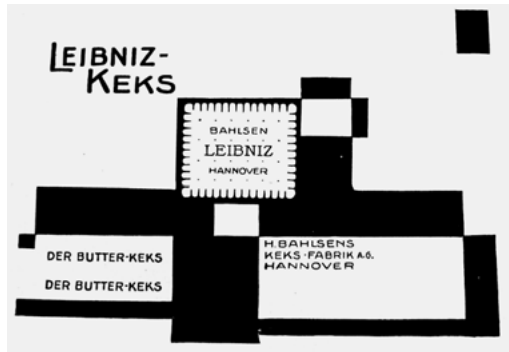 LEIBNIZ-
KEKS
BAHLSEN
LEIBNIZ
HANNOVER
DER BUTTER-KEKS
DER BUTTER-KEKS
H. BAHLSENS
KEKS-FABRIK A.G.
HANNOVER